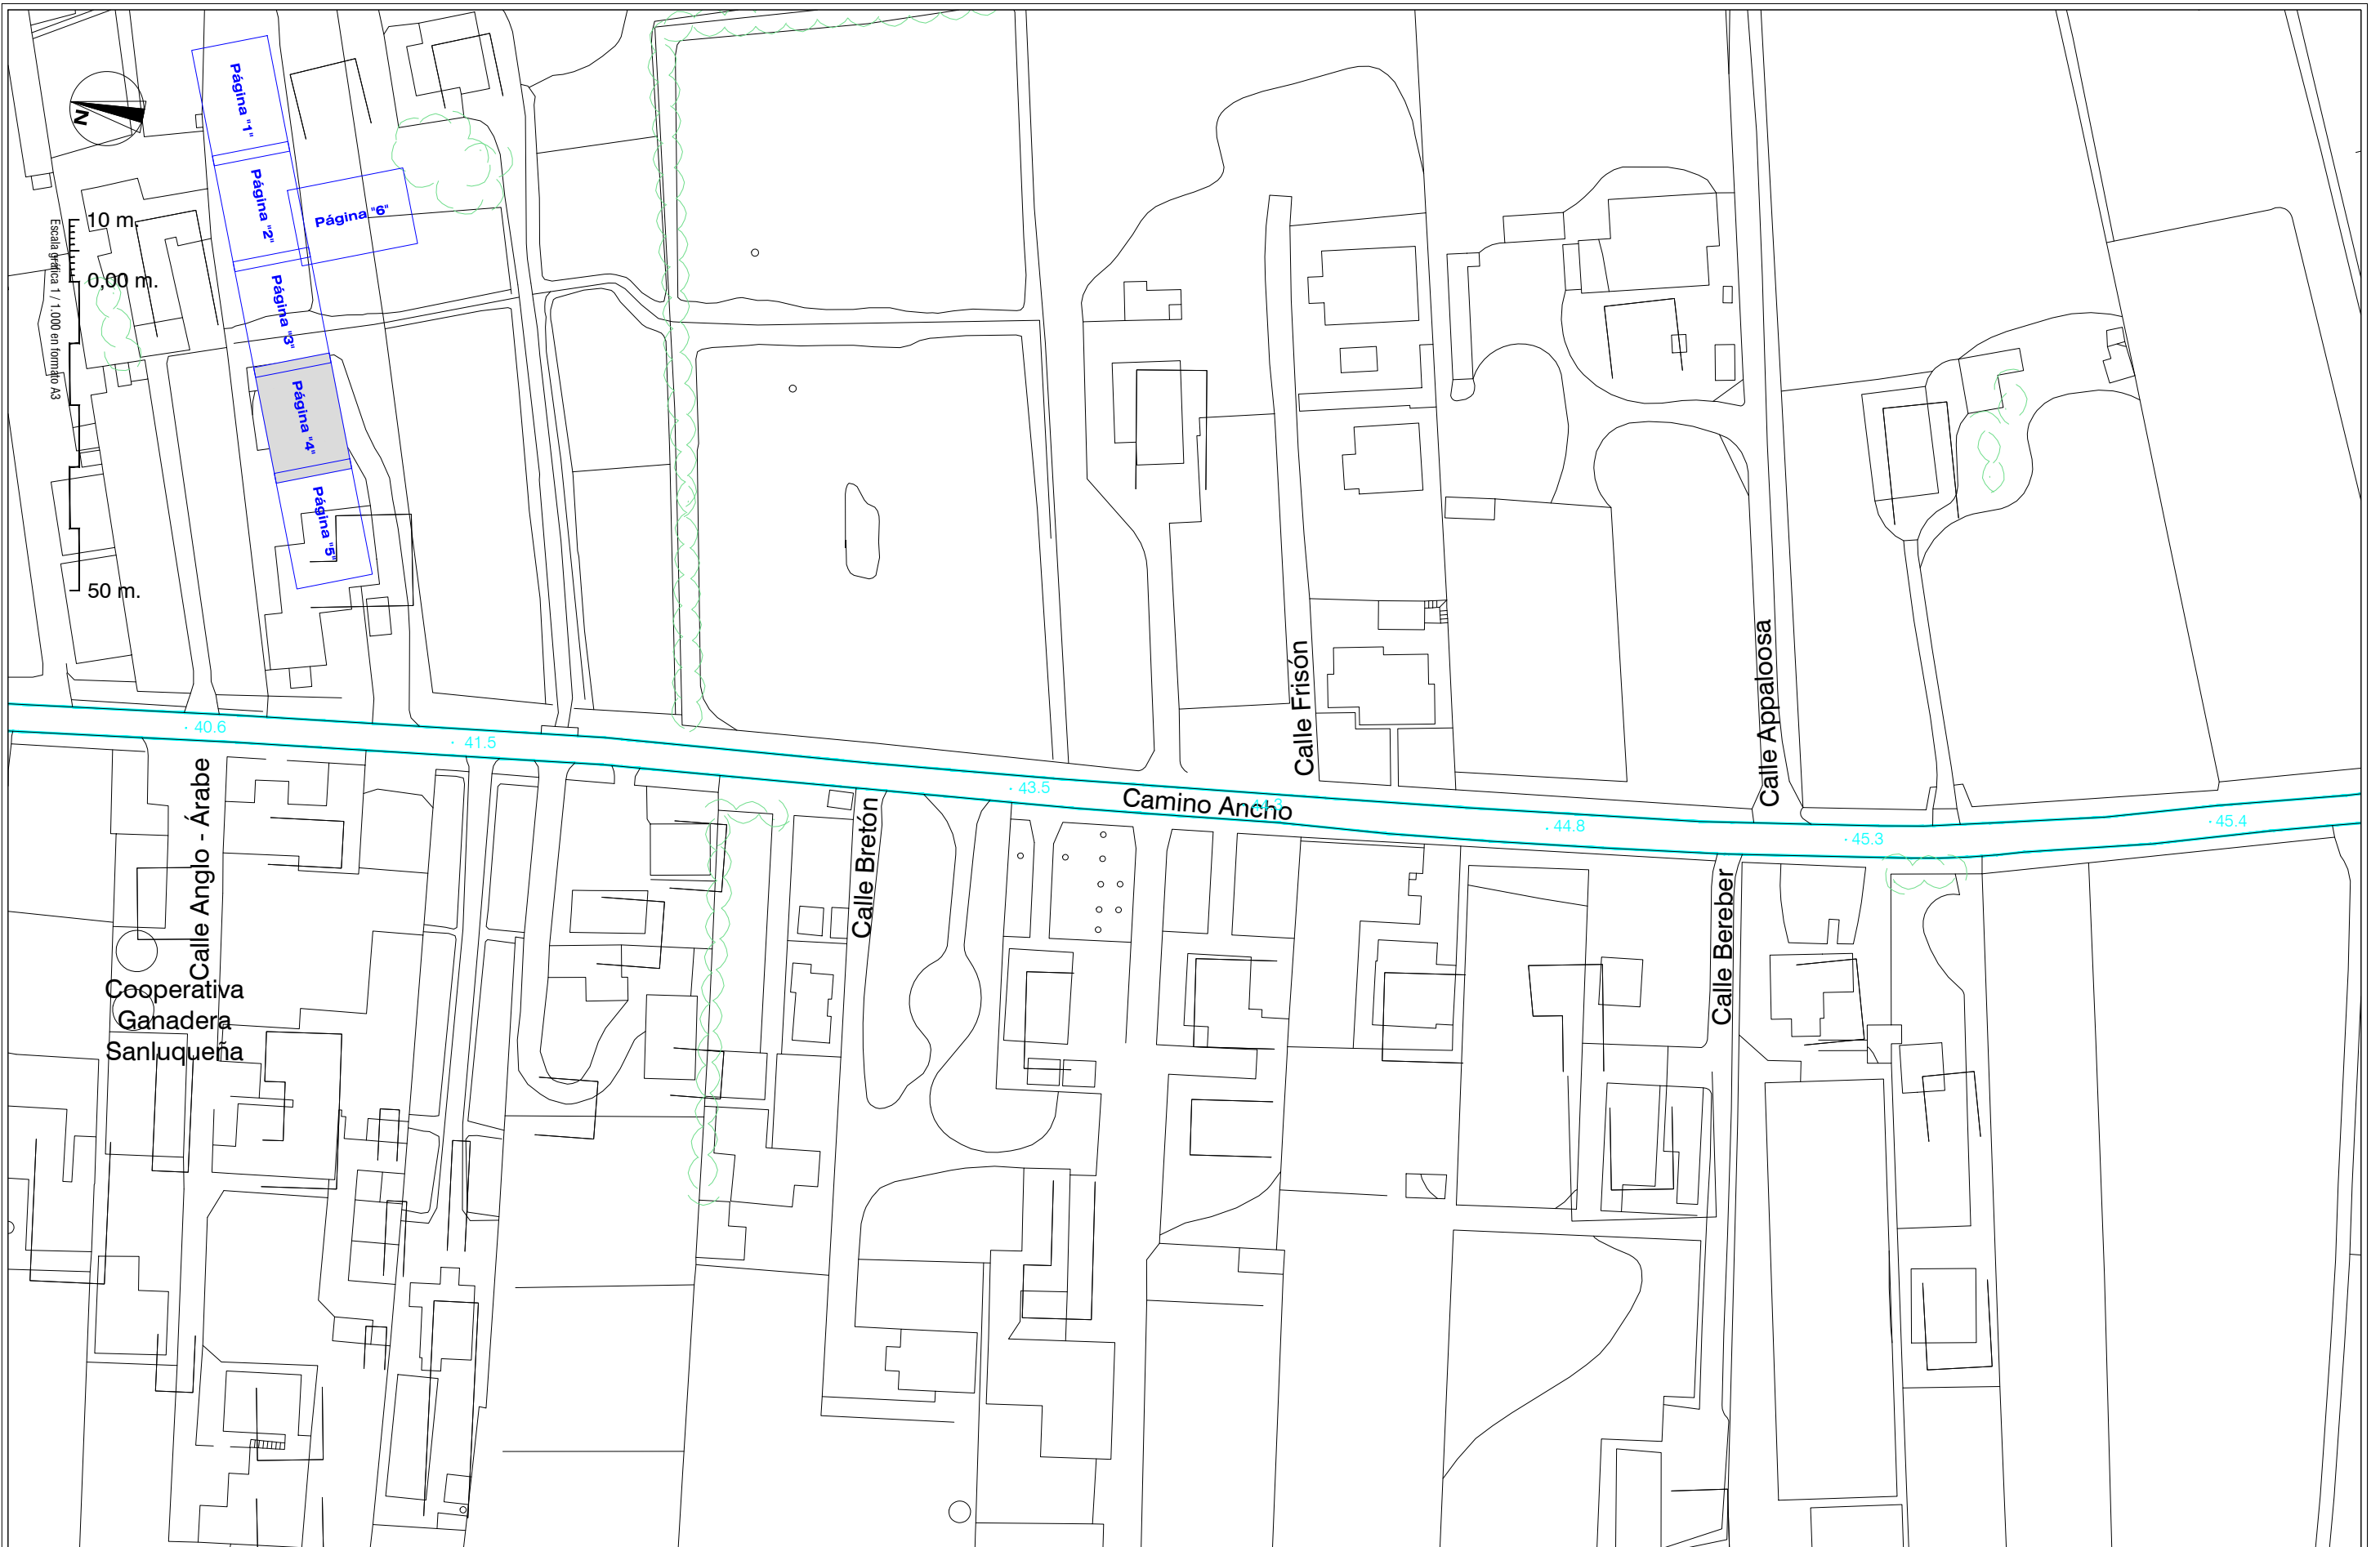 Página "1"
N
Página "2"
Página "6"
10 m.
0,00 m.
Escala gráfica 1 / 1.000 en formato A3
Página "3"
Página "4"
Página "5"
50 m.
Calle Frisón
Calle Appaloosa
· 40.6
· 41.5
· 43.5
Camino Ancho
44.3
· 44.8
· 45.3
· 45.4
Calle Anglo - Árabe
Calle Bretón
Calle Bereber
Cooperativa
Ganadera
Sanluqueña